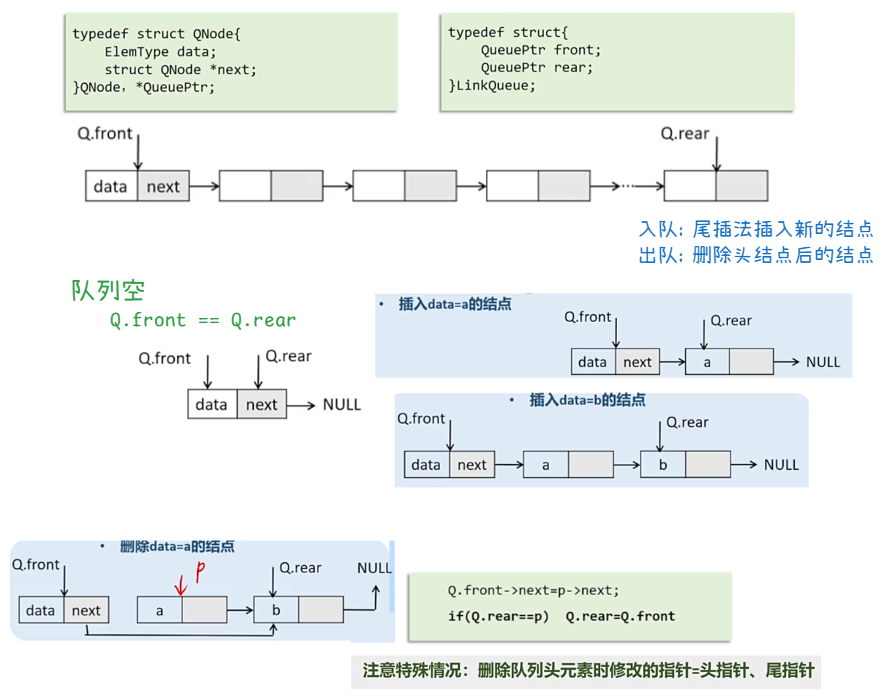 typedef struct QNode{
ElemType data;
struct QNode *next;
}QNode, *QueuePtr;
typedef struct{
QueuePtr front;
QueuePtr rear;
}LinkQueue;
Q.front
Q.rear
data next
入队: 尾插法插入新的结点
出队: 删除头结点后的结点
队列空
Q.front == Q.rear
Q.front Q.rear
data next NULL
• 插入data=a的结点
Q.front Q.rear
data next a NULL
• 插入data=b的结点
Q.front Q.rear
data next a b NULL
• 删除data=a的结点
Q.front p Q.rear NULL
data next a b
Q.front->next=p->next;
if(Q.rear==p) Q.rear=Q.front
注意特殊情况：删除队列头元素时修改的指针=头指针、尾指针